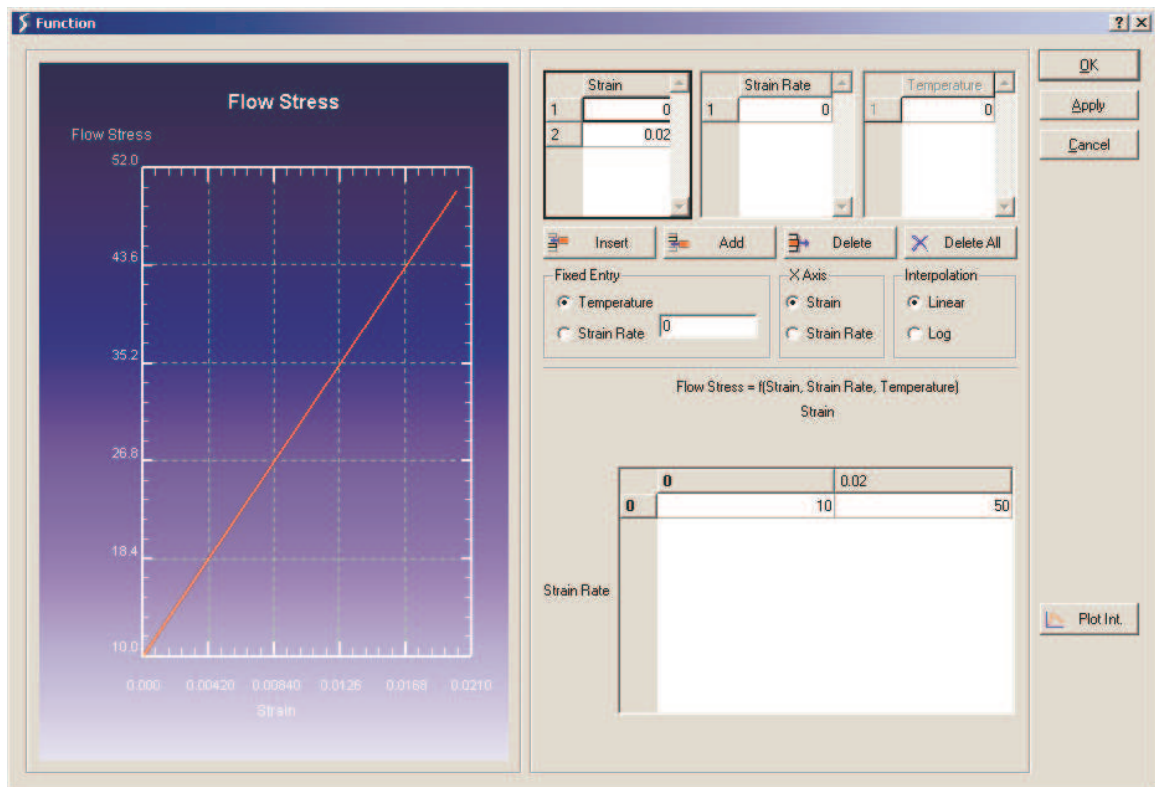 Function
Flow Stress
Flow Stress
52.0
43.6
35.2
26.8
18.4
10.0
0.000 0.00420 0.00840 0.0126 0.0168 0.0210
Strain
Strain
1 0
2 0.02
Strain Rate
1 0
Temperature
1 0
Insert Add Delete Delete All
Fixed Entry
Temperature
Strain Rate 0
X Axis
Strain
Strain Rate
Interpolation
Linear
Log
Flow Stress = f(Strain, Strain Rate, Temperature)
Strain
0 0.02
0 10 50
Strain Rate
OK
Apply
Cancel
Plot Int.